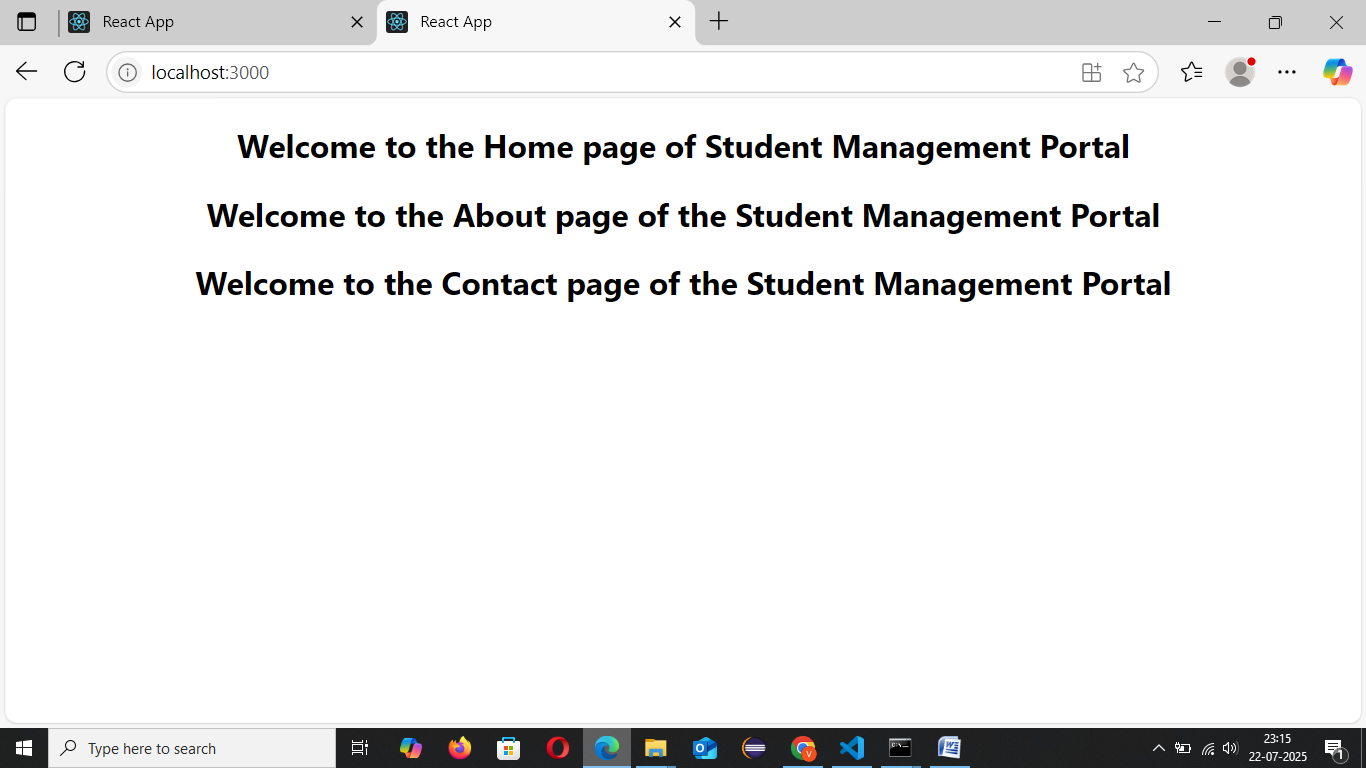 React App
React App
localhost:3000
Welcome to the Home page of Student Management Portal
Welcome to the About page of the Student Management Portal
Welcome to the Contact page of the Student Management Portal
Type here to search
23:15
22-07-2025
1